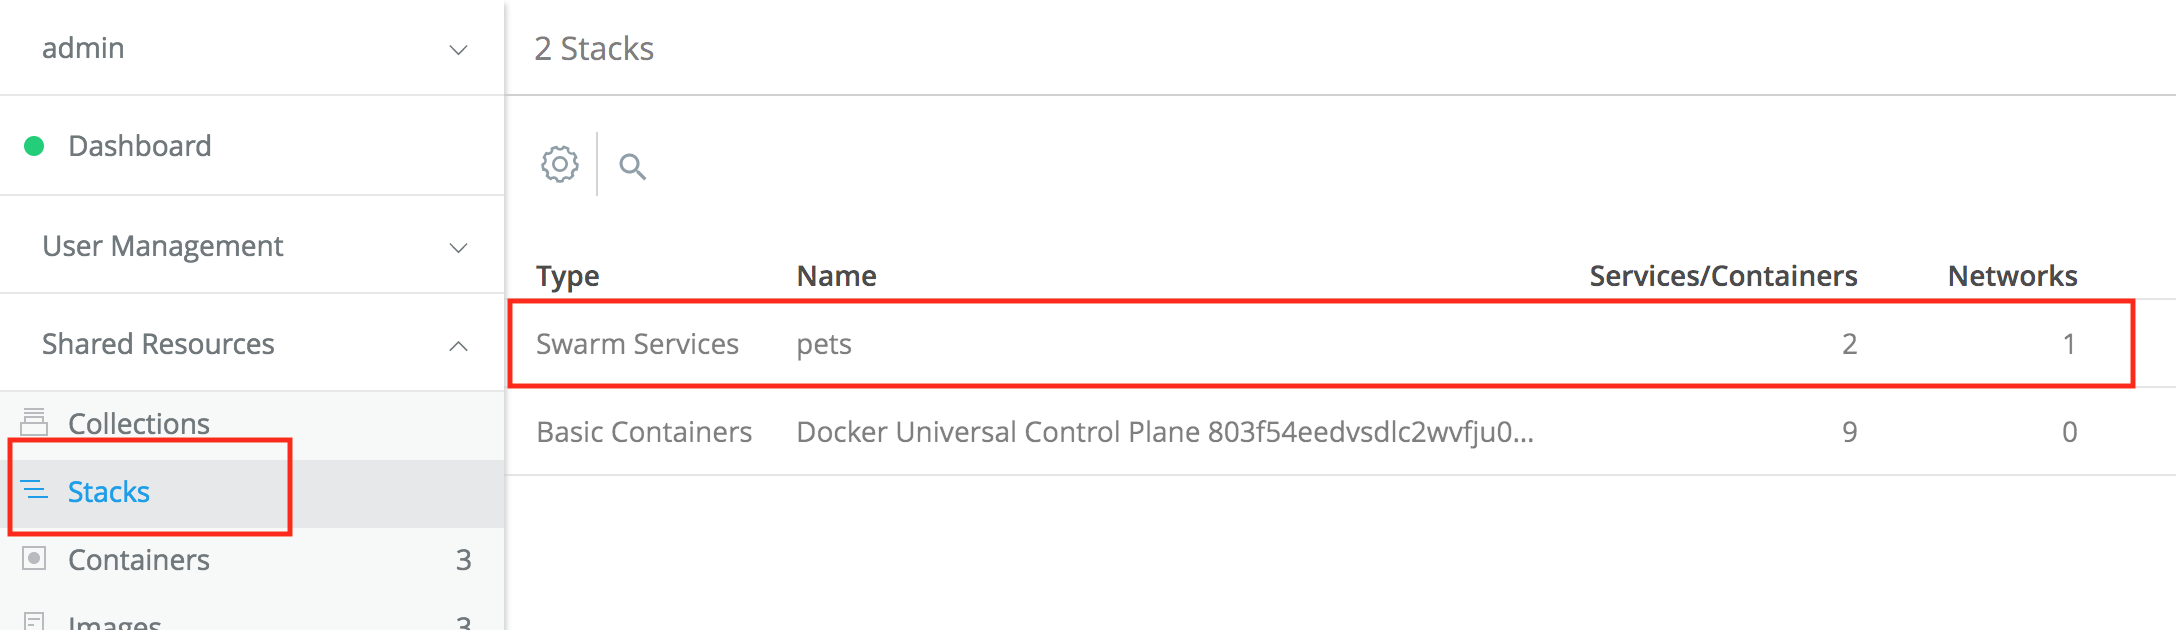 admin
Dashboard
User Management
Shared Resources
Collections
Stacks
Containers 3
Images 3
2 Stacks
Type Name Services/Containers Networks
Swarm Services pets 2 1
Basic Containers Docker Universal Control Plane 803f54eedvsdlc2wvfju0... 9 0